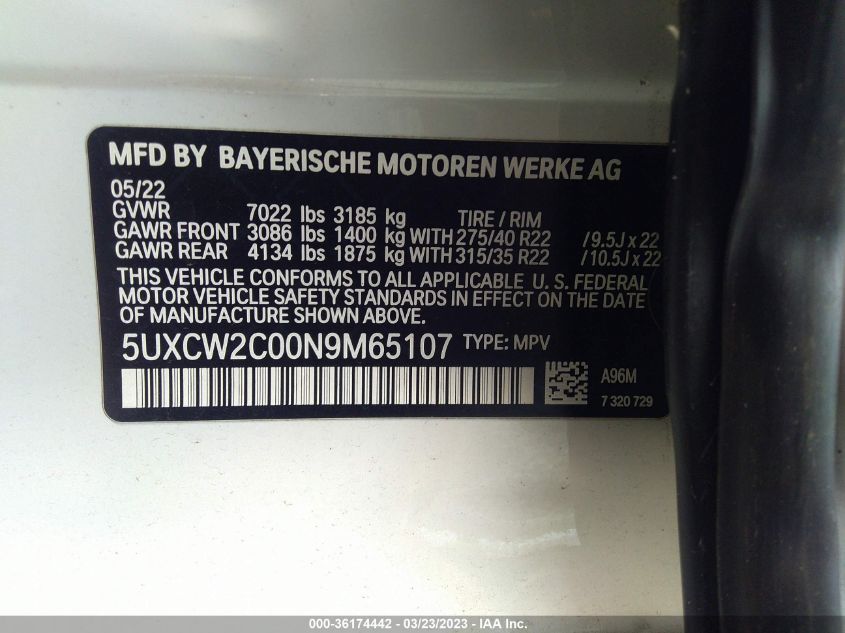 MFD BY BAYERISCHE MOTOREN WERKE AG
05/22
GVWR 7022 lbs 3185 kg TIRE / RIM
GAWR FRONT 3086 lbs 1400 kg WITH 275/40 R22 /9.5J x 22
GAWR REAR 4134 lbs 1875 kg WITH 315/35 R22 /10.5J x 22
THIS VEHICLE CONFORMS TO ALL APPLICABLE U. S. FEDERAL
MOTOR VEHICLE SAFETY STANDARDS IN EFFECT ON THE DATE
OF MANUFACTURE SHOWN ABOVE.
5UXCW2C00N9M65107 TYPE: MPV
A96M
7 320 729
000-36174442 - 03/23/2023 - IAA Inc.